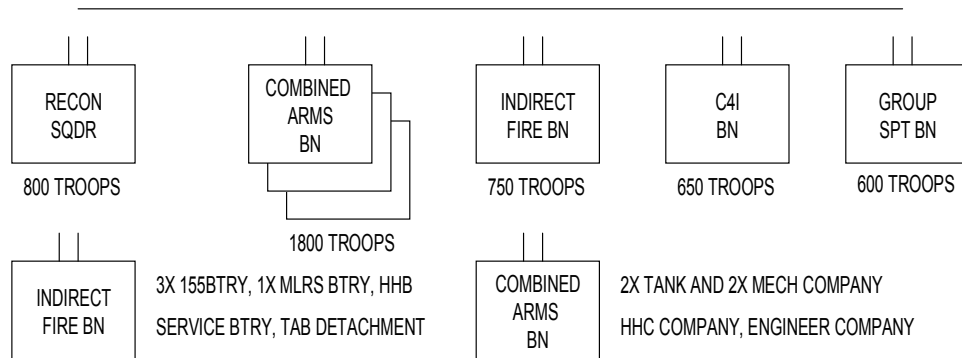 RECON
SQDR
COMBINED
ARMS
BN
INDIRECT
FIRE BN
C4I
BN
GROUP
SPT BN
800 TROOPS
1800 TROOPS
750 TROOPS
650 TROOPS
600 TROOPS
INDIRECT
FIRE BN
3X 155BTRY, 1X MLRS BTRY, HHB
SERVICE BTRY, TAB DETACHMENT
COMBINED
ARMS
BN
2X TANK AND 2X MECH COMPANY
HHC COMPANY, ENGINEER COMPANY